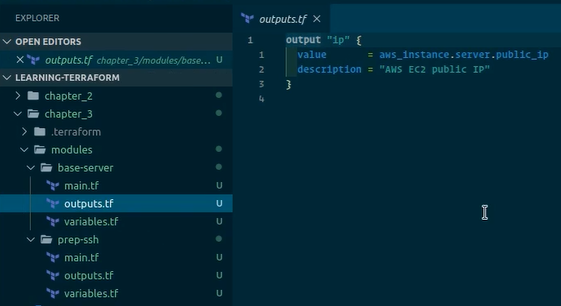 EXPLORER
OPEN EDITORS
outputs.tf chapter_3/modules/base... U
LEARNING-TERRAFORM
chapter_2
chapter_3
.terraform
modules
base-server
main.tf U
outputs.tf U
variables.tf U
prep-ssh
main.tf U
outputs.tf U
variables.tf U
outputs.tf
1 output "ip" {
1 value = aws_instance.server.public_ip
2 description = "AWS EC2 public IP"
3 }
4